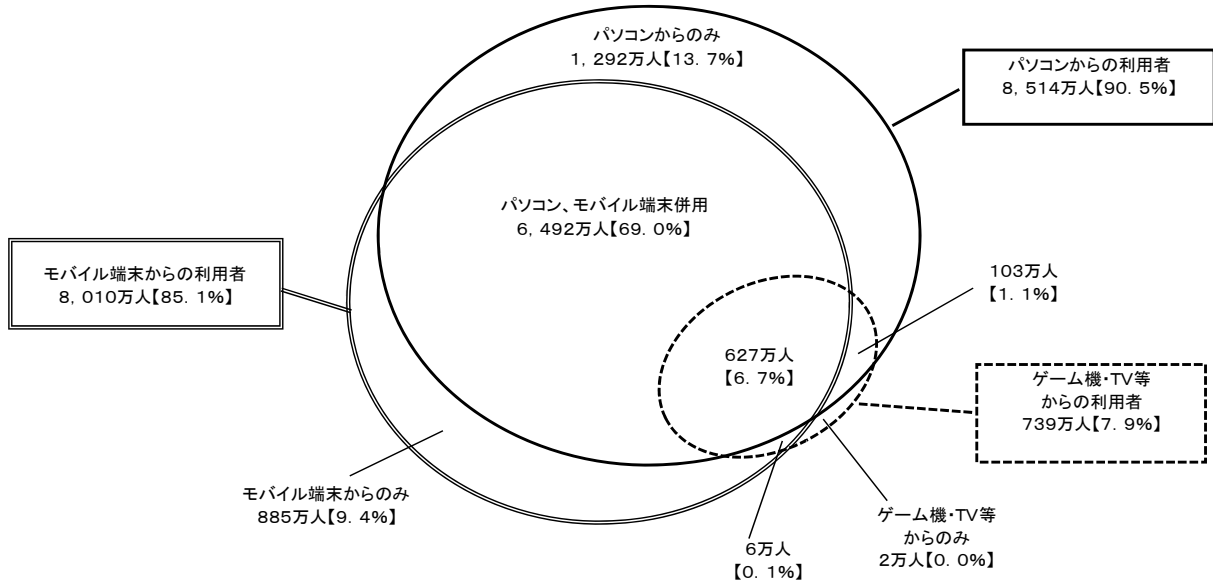 パソコンからのみ
1,292万人【13.7%】
パソコンからの利用者
8,514万人【90.5%】
パソコン、モバイル端末併用
6,492万人【69.0%】
モバイル端末からの利用者
8,010万人【85.1%】
103万人
【1.1%】
627万人
【6.7%】
ゲーム機・TV等
からの利用者
739万人【7.9%】
モバイル端末からのみ
885万人【9.4%】
ゲーム機・TV等
からのみ
2万人【0.0%】
6万人
【0.1%】